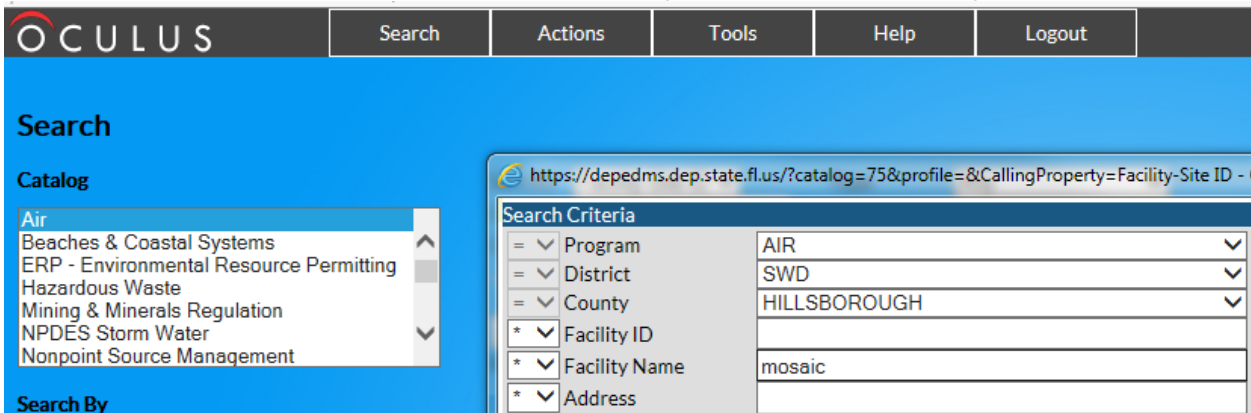 OCULUS Search Actions Tools Help Logout
Search
Catalog
Air
Beaches & Coastal Systems
ERP - Environmental Resource Permitting
Hazardous Waste
Mining & Minerals Regulation
NPDES Storm Water
Nonpoint Source Management
Search By
https://depedms.dep.state.fl.us/?catalog=75&profile=&CallingProperty=Facility-Site ID -
Search Criteria
= Program AIR
= District SWD
= County HILLSBOROUGH
* Facility ID
* Facility Name mosaic
* Address